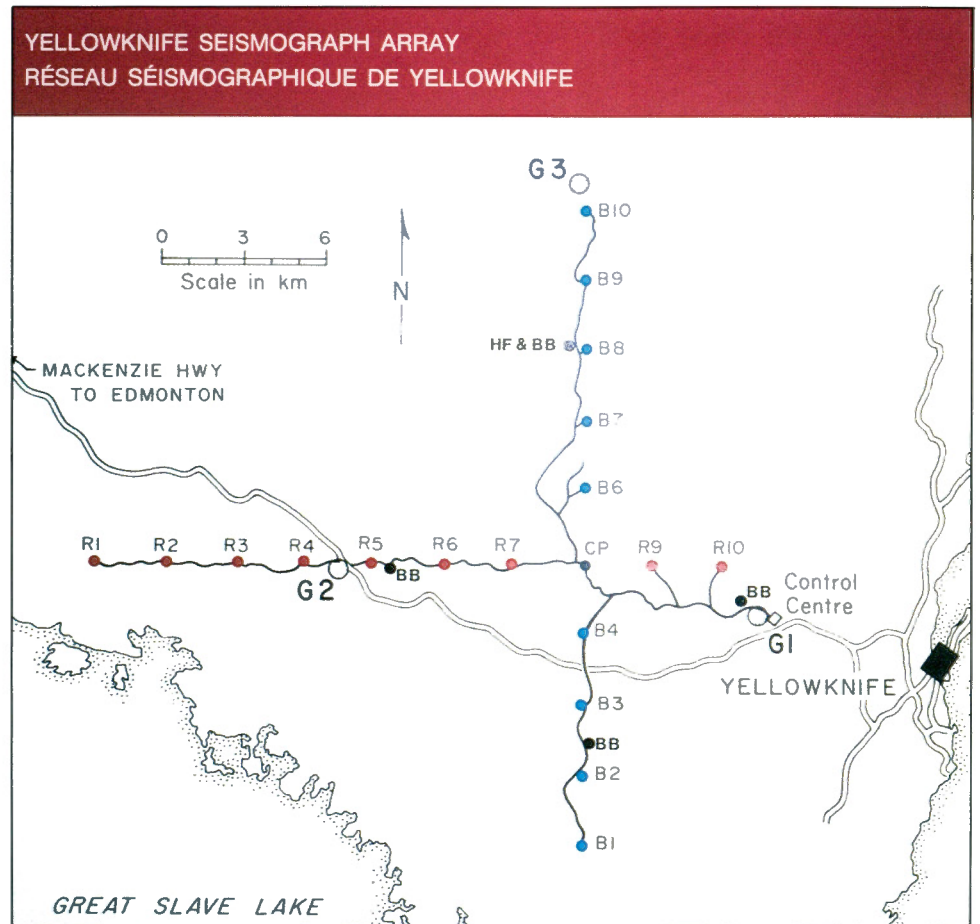 YELLOWKNIFE SEISMOGRAPH ARRAY
RÉSEAU SÉISMOGRAPHIQUE DE YELLOWKNIFE
G3
B10
0 3 6
Scale in km
N
B9
HF & BB
B8
MACKENZIE HWY
TO EDMONTON
B7
B6
R1 R2 R3 R4 R5 R6 R7 CP R9 R10
BB
G2
BB
Control
Centre
G1
B4
YELLOWKNIFE
B3
BB
B2
B1
GREAT SLAVE LAKE